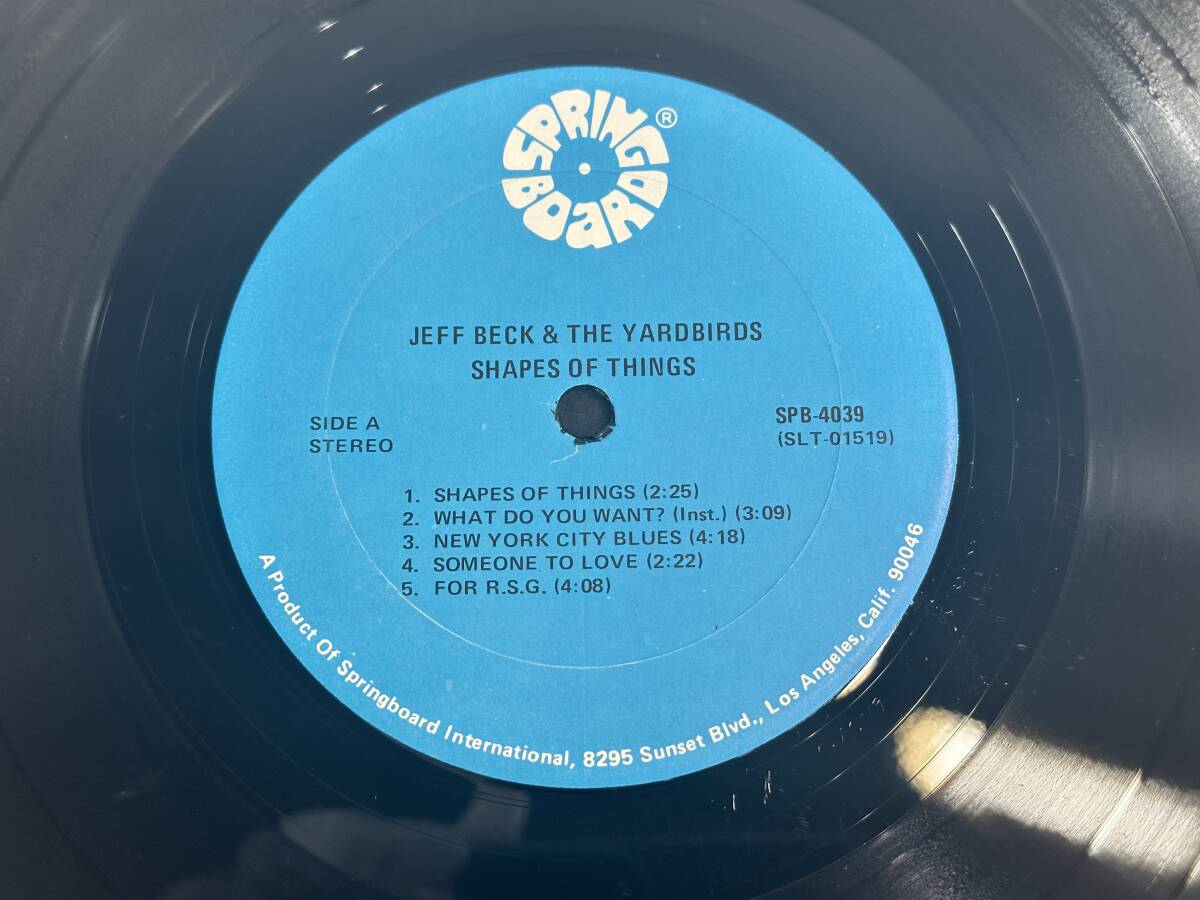 SPRING BOARD ®
JEFF BECK & THE YARDBIRDS
SHAPES OF THINGS
SIDE A
STEREO
SPB-4039
(SLT-01519)
1. SHAPES OF THINGS (2:25)
2. WHAT DO YOU WANT? (Inst.) (3:09)
3. NEW YORK CITY BLUES (4:18)
4. SOMEONE TO LOVE (2:22)
5. FOR R.S.G. (4:08)
A Product Of Springboard International, 8295 Sunset Blvd., Los Angeles, Calif. 90046